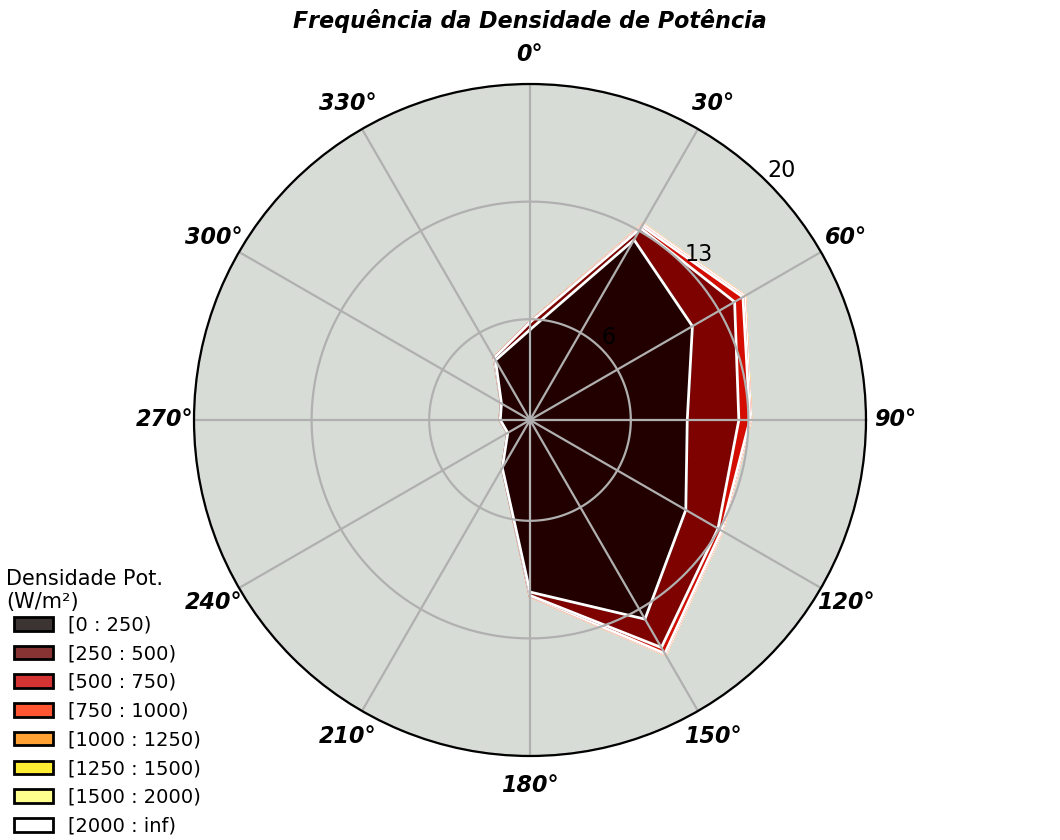 Frequência da Densidade de Potência
0°
330°
30°
20
300°
60°
13
6
270°
90°
240°
120°
210°
150°
180°
Densidade Pot.
(W/m²)
[0 : 250)
[250 : 500)
[500 : 750)
[750 : 1000)
[1000 : 1250)
[1250 : 1500)
[1500 : 2000)
[2000 : inf)